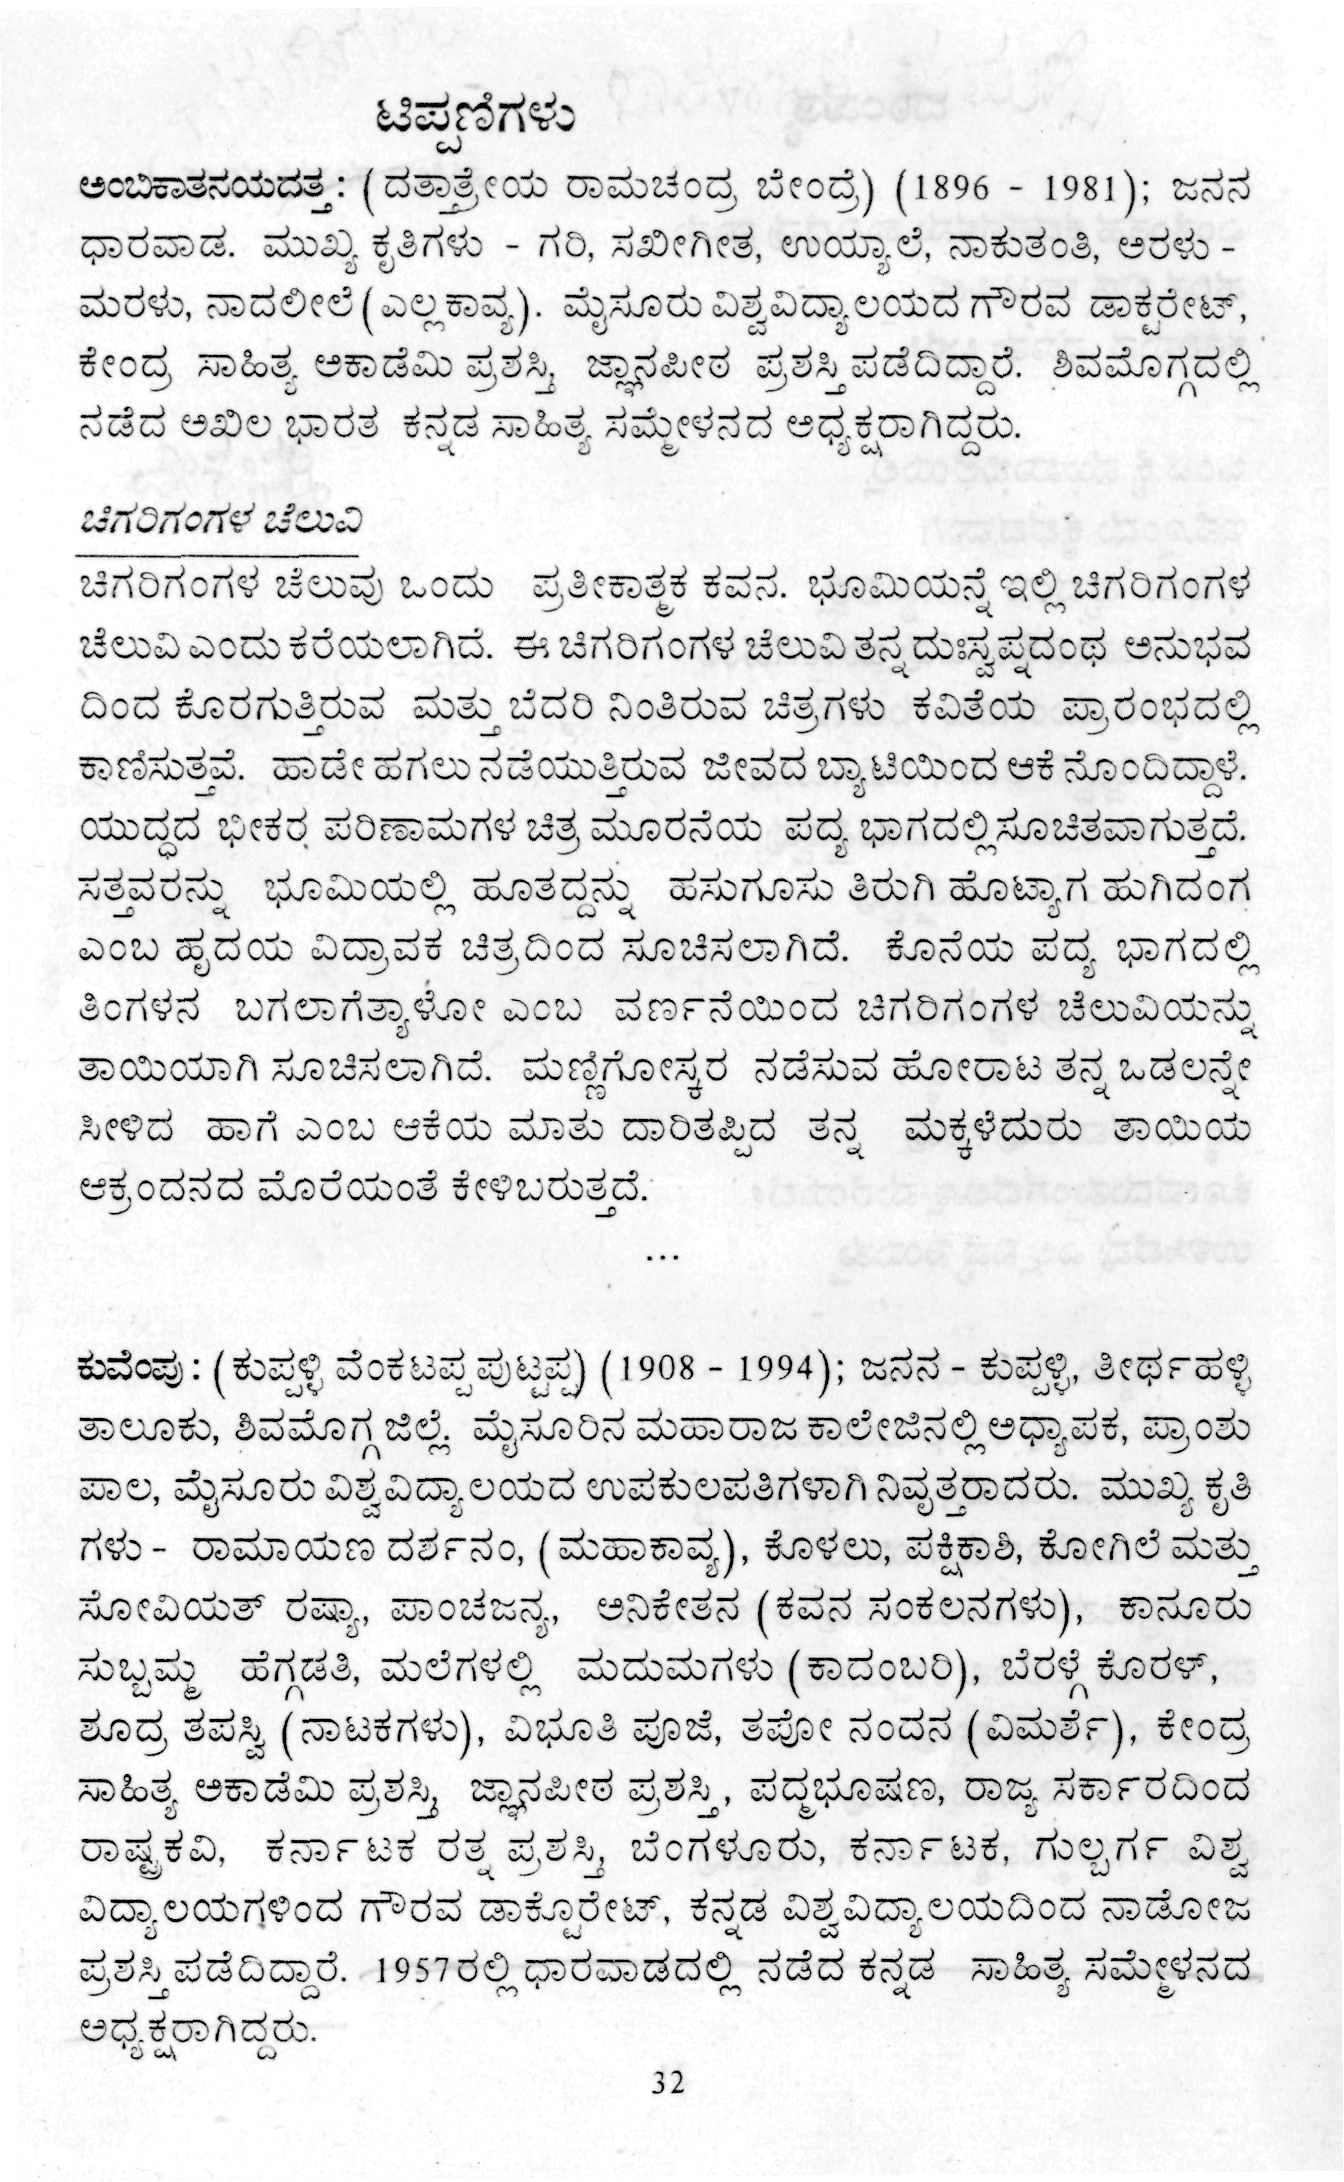 ಟಿಪ್ಪಣಿಗಳು
ಅಂಬಿಕಾತನಯದತ್ತ : (ದತ್ತಾತ್ರೇಯ ರಾಮಚಂದ್ರ ಬೇಂದ್ರೆ) (1896 - 1981); ಜನನ
ಧಾರವಾಡ. ಮುಖ್ಯ ಕೃತಿಗಳು - ಗರಿ, ಸಖೀಗೀತ, ಉಯ್ಯಾಲೆ, ನಾಕುತಂತಿ, ಅರಳು -
ಮರಳು, ನಾದಲೀಲೆ (ಎಲ್ಲ ಕಾವ್ಯ). ಮೈಸೂರು ವಿಶ್ವವಿದ್ಯಾಲಯದ ಗೌರವ ಡಾಕ್ಟರೇಟ್,
ಕೇಂದ್ರ ಸಾಹಿತ್ಯ ಅಕಾಡೆಮಿ ಪ್ರಶಸ್ತಿ, ಜ್ಞಾನಪೀಠ ಪ್ರಶಸ್ತಿ ಪಡೆದಿದ್ದಾರೆ. ಶಿವಮೊಗ್ಗದಲ್ಲಿ
ನಡೆದ ಅಖಿಲ ಭಾರತ ಕನ್ನಡ ಸಾಹಿತ್ಯ ಸಮ್ಮೇಳನದ ಅಧ್ಯಕ್ಷರಾಗಿದ್ದರು.
ಚಿಗರಿಗಂಗಳ ಚೆಲುವಿ
ಚಿಗರಿಗಂಗಳ ಚೆಲುವು ಒಂದು ಪ್ರತೀಕಾತ್ಮಕ ಕವನ. ಭೂಮಿಯನ್ನೆ ಇಲ್ಲಿ ಚಿಗರಿಗಂಗಳ
ಚೆಲುವಿ ಎಂದು ಕರೆಯಲಾಗಿದೆ. ಈ ಚಿಗರಿಗಂಗಳ ಚೆಲುವಿ ತನ್ನ ದುಃಸ್ವಪ್ನದಂಥ ಅನುಭವ
ದಿಂದ ಕೊರಗುತ್ತಿರುವ ಮತ್ತು ಬೆದರಿ ನಿಂತಿರುವ ಚಿತ್ರಗಳು ಕವಿತೆಯ ಪ್ರಾರಂಭದಲ್ಲಿ
ಕಾಣಿಸುತ್ತವೆ. ಹಾಡೇ ಹಗಲು ನಡೆಯುತ್ತಿರುವ ಜೀವದ ಬ್ಯಾಟಿಯಿಂದ ಆಕೆ ನೊಂದಿದ್ದಾಳೆ.
ಯುದ್ಧದ ಭೀಕರ ಪರಿಣಾಮಗಳ ಚಿತ್ರ ಮೂರನೆಯ ಪದ್ಯ ಭಾಗದಲ್ಲಿ ಸೂಚಿತವಾಗುತ್ತದೆ.
ಸತ್ತವರನ್ನು ಭೂಮಿಯಲ್ಲಿ ಹೂತದ್ದನ್ನು ಹಸುಗೂಸು ತಿರುಗಿ ಹೊಟ್ಯಾಗ ಹುಗಿದಂಗ
ಎಂಬ ಹೃದಯ ವಿದ್ರಾವಕ ಚಿತ್ರದಿಂದ ಸೂಚಿಸಲಾಗಿದೆ. ಕೊನೆಯ ಪದ್ಯ ಭಾಗದಲ್ಲಿ
ತಿಂಗಳನ ಬಗಲಾಗೆತ್ಯಾಳೋ ಎಂಬ ವರ್ಣನೆಯಿಂದ ಚಿಗರಿಗಂಗಳ ಚೆಲುವಿಯನ್ನು
ತಾಯಿಯಾಗಿ ಸೂಚಿಸಲಾಗಿದೆ. ಮಣ್ಣಿಗೋಸ್ಕರ ನಡೆಸುವ ಹೋರಾಟ ತನ್ನ ಒಡಲನ್ನೇ
ಸೀಳಿದ ಹಾಗೆ ಎಂಬ ಆಕೆಯ ಮಾತು ದಾರಿತಪ್ಪಿದ ತನ್ನ ಮಕ್ಕಳೆದುರು ತಾಯಿಯ
ಆಕ್ರಂದನದ ಮೊರೆಯಂತೆ ಕೇಳಿಬರುತ್ತದೆ.
...
ಕುವೆಂಪು : (ಕುಪ್ಪಳ್ಳಿ ವೆಂಕಟಪ್ಪ ಪುಟ್ಟಪ್ಪ) (1908 - 1994); ಜನನ - ಕುಪ್ಪಳ್ಳಿ, ತೀರ್ಥಹಳ್ಳಿ
ತಾಲೂಕು, ಶಿವಮೊಗ್ಗ ಜಿಲ್ಲೆ. ಮೈಸೂರಿನ ಮಹಾರಾಜ ಕಾಲೇಜಿನಲ್ಲಿ ಅಧ್ಯಾಪಕ, ಪ್ರಾಂಶು
ಪಾಲ, ಮೈಸೂರು ವಿಶ್ವವಿದ್ಯಾಲಯದ ಉಪಕುಲಪತಿಗಳಾಗಿ ನಿವೃತ್ತರಾದರು. ಮುಖ್ಯ ಕೃತಿ
ಗಳು - ರಾಮಾಯಣ ದರ್ಶನಂ, (ಮಹಾಕಾವ್ಯ), ಕೊಳಲು, ಪಕ್ಷಿಕಾಶಿ, ಕೋಗಿಲೆ ಮತ್ತು
ಸೋವಿಯತ್ ರಷ್ಯಾ, ಪಾಂಚಜನ್ಯ, ಅನಿಕೇತನ (ಕವನ ಸಂಕಲನಗಳು), ಕಾನೂರು
ಸುಬ್ಬಮ್ಮ ಹೆಗ್ಗಡತಿ, ಮಲೆಗಳಲ್ಲಿ ಮದುಮಗಳು (ಕಾದಂಬರಿ), ಬೆರಳ್ಗೆ ಕೊರಳ್,
ಶೂದ್ರ ತಪಸ್ವಿ (ನಾಟಕಗಳು), ವಿಭೂತಿ ಪೂಜೆ, ತಪೋ ನಂದನ (ವಿಮರ್ಶೆ), ಕೇಂದ್ರ
ಸಾಹಿತ್ಯ ಅಕಾಡೆಮಿ ಪ್ರಶಸ್ತಿ, ಜ್ಞಾನಪೀಠ ಪ್ರಶಸ್ತಿ, ಪದ್ಮಭೂಷಣ, ರಾಜ್ಯ ಸರ್ಕಾರದಿಂದ
ರಾಷ್ಟ್ರಕವಿ, ಕರ್ನಾಟಕ ರತ್ನ ಪ್ರಶಸ್ತಿ, ಬೆಂಗಳೂರು, ಕರ್ನಾಟಕ, ಗುಲ್ಬರ್ಗ ವಿಶ್ವ
ವಿದ್ಯಾಲಯಗಳಿಂದ ಗೌರವ ಡಾಕ್ಟೊರೇಟ್, ಕನ್ನಡ ವಿಶ್ವವಿದ್ಯಾಲಯದಿಂದ ನಾಡೋಜ
ಪ್ರಶಸ್ತಿ ಪಡೆದಿದ್ದಾರೆ. 1957ರಲ್ಲಿ ಧಾರವಾಡದಲ್ಲಿ ನಡೆದ ಕನ್ನಡ ಸಾಹಿತ್ಯ ಸಮ್ಮೇಳನದ
ಅಧ್ಯಕ್ಷರಾಗಿದ್ದರು.
32